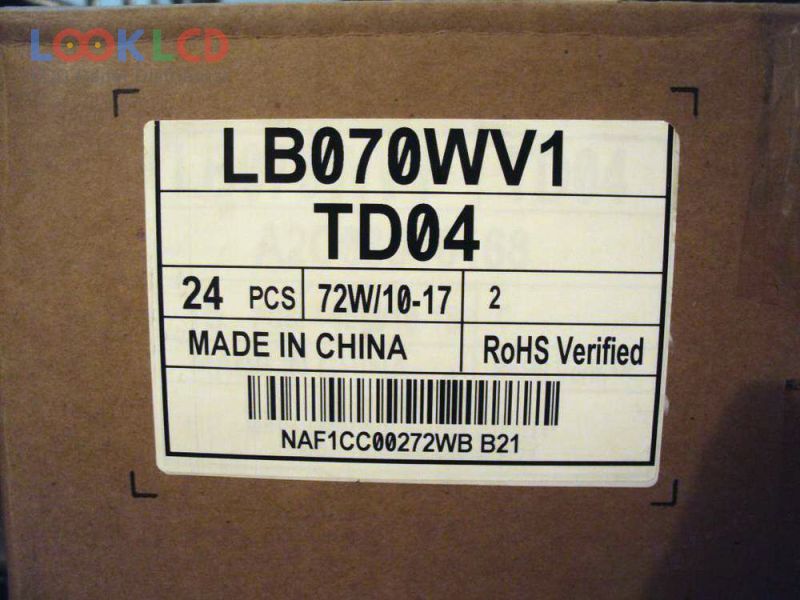 LOOKLCD
LB070WV1
TD04
24 PCS 72W/10-17 2
MADE IN CHINA RoHS Verified
NAF1CC00272WB B21